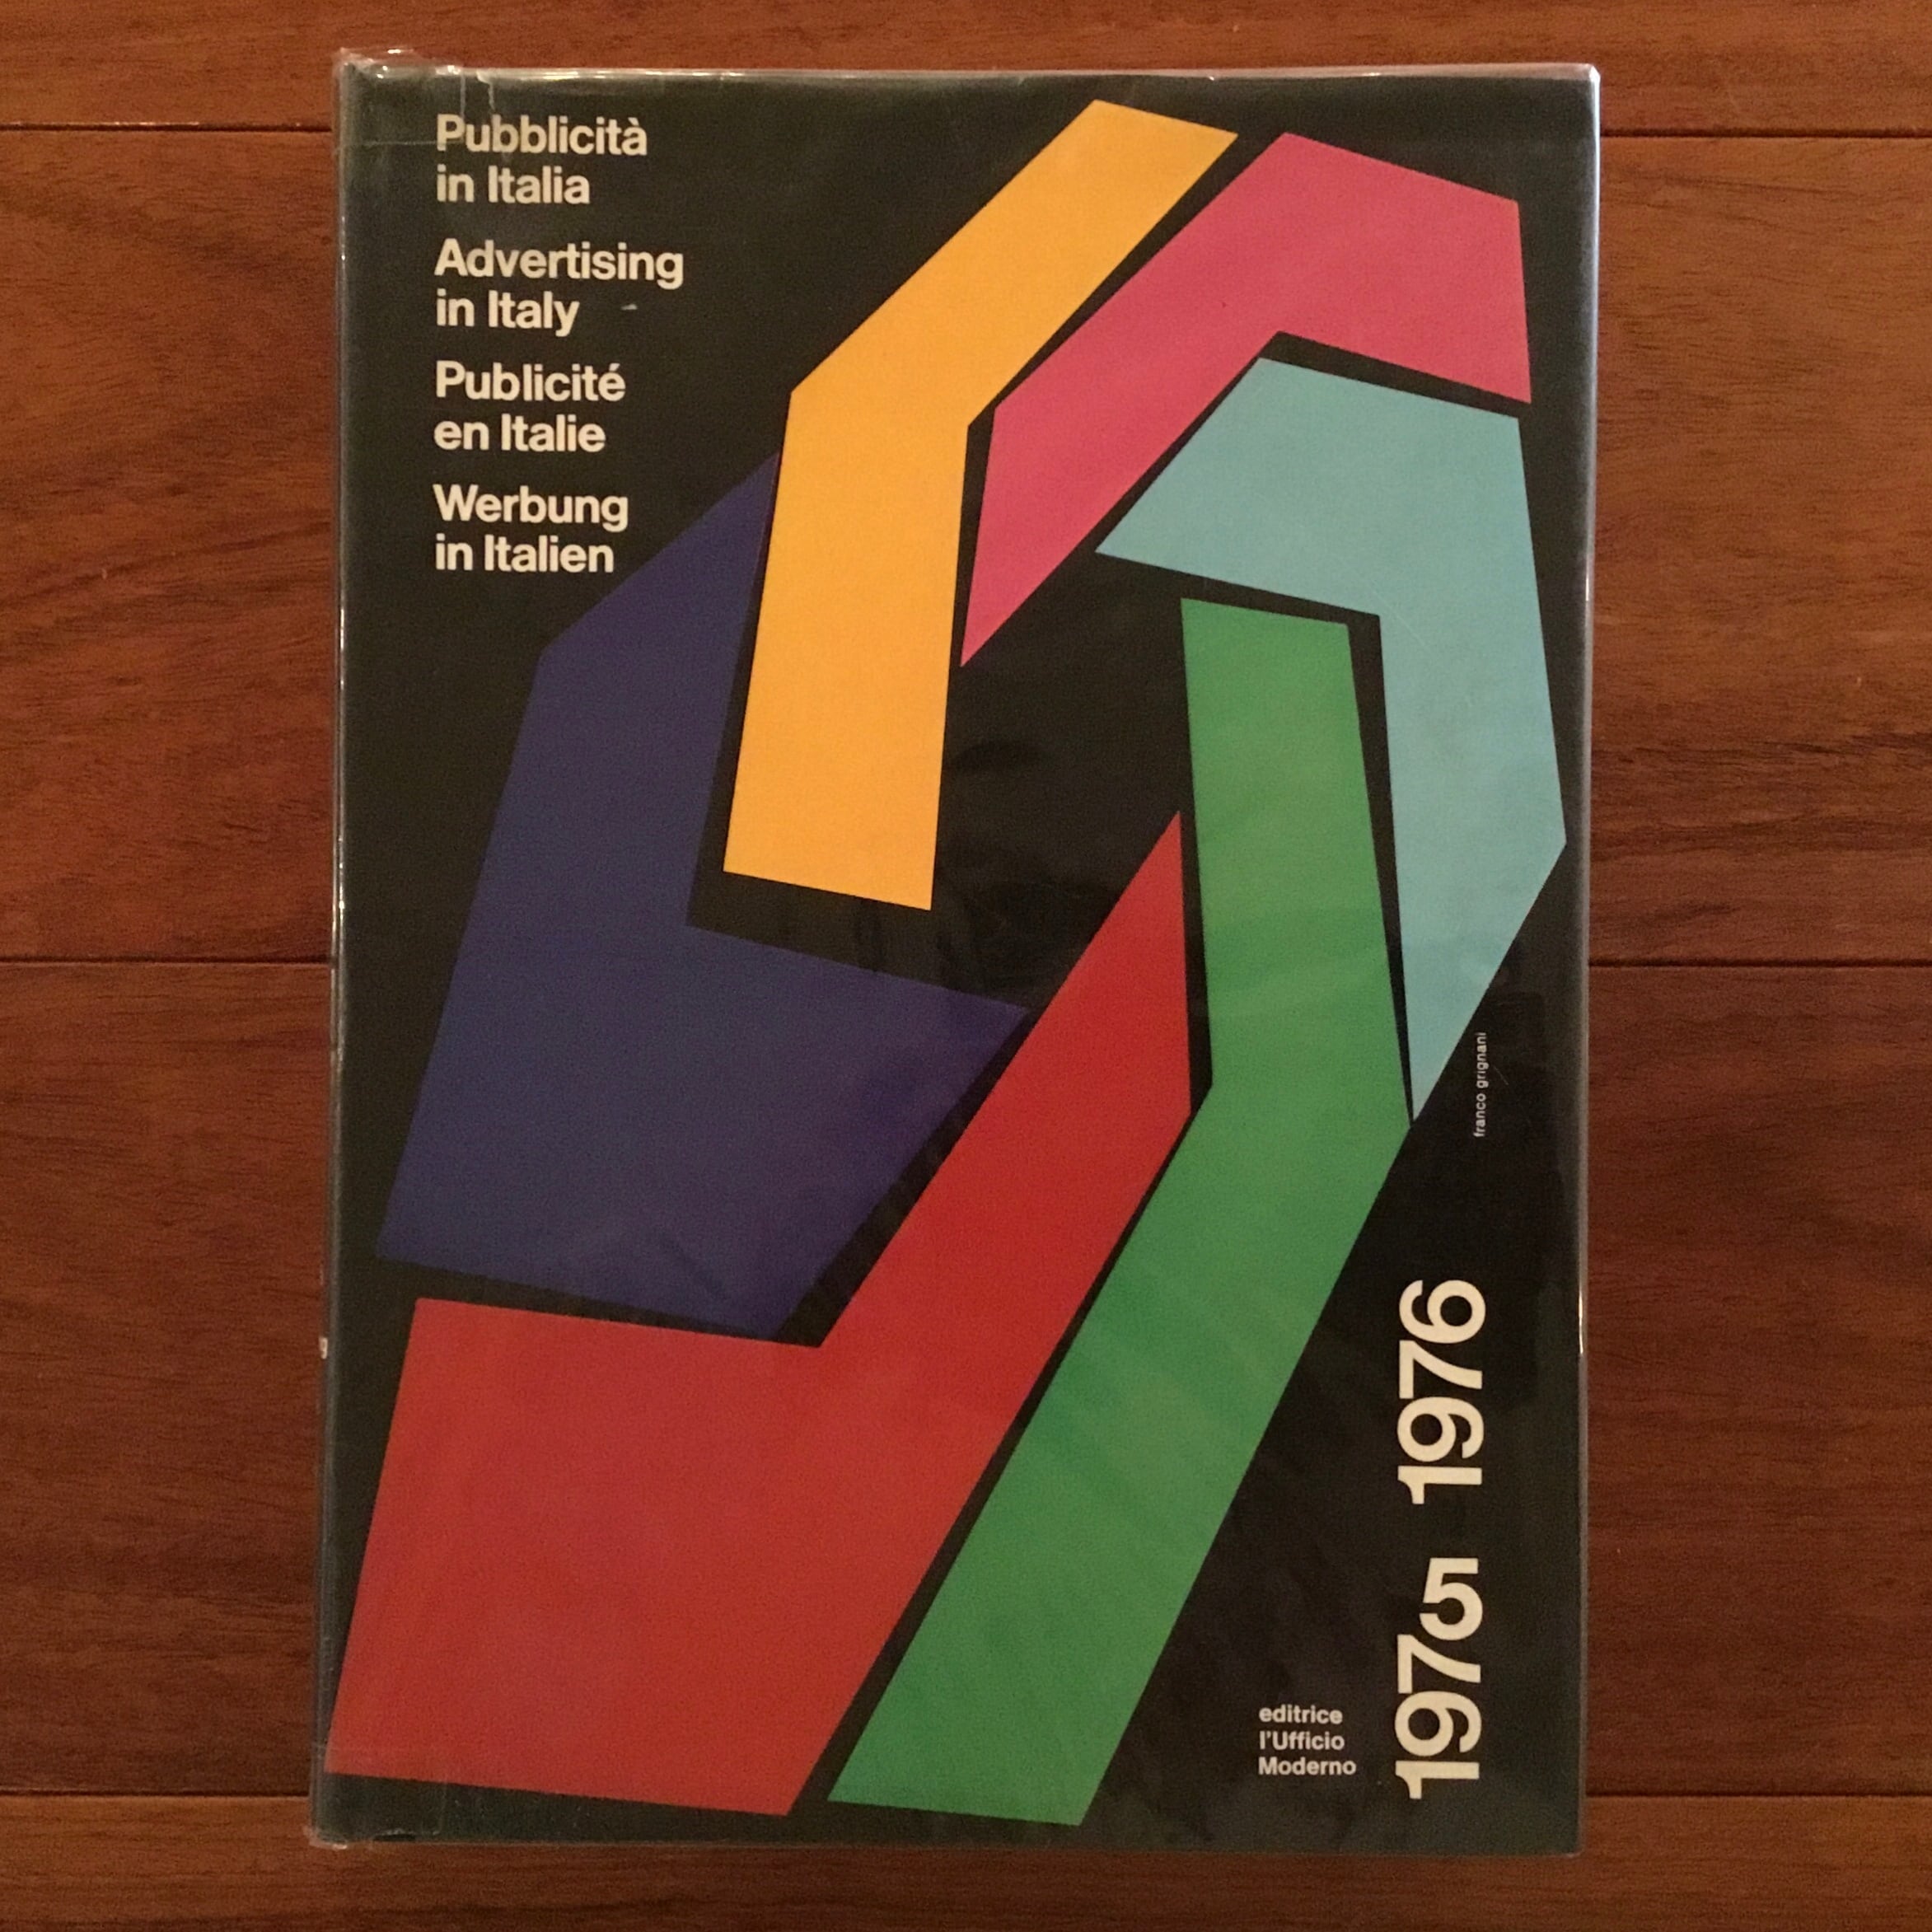 Pubblicità
in Italia
Advertising
in Italy
Publicité
en Italie
Werbung
in Italien
franco grignani
1975 1976
editrice
l'Ufficio
Moderno